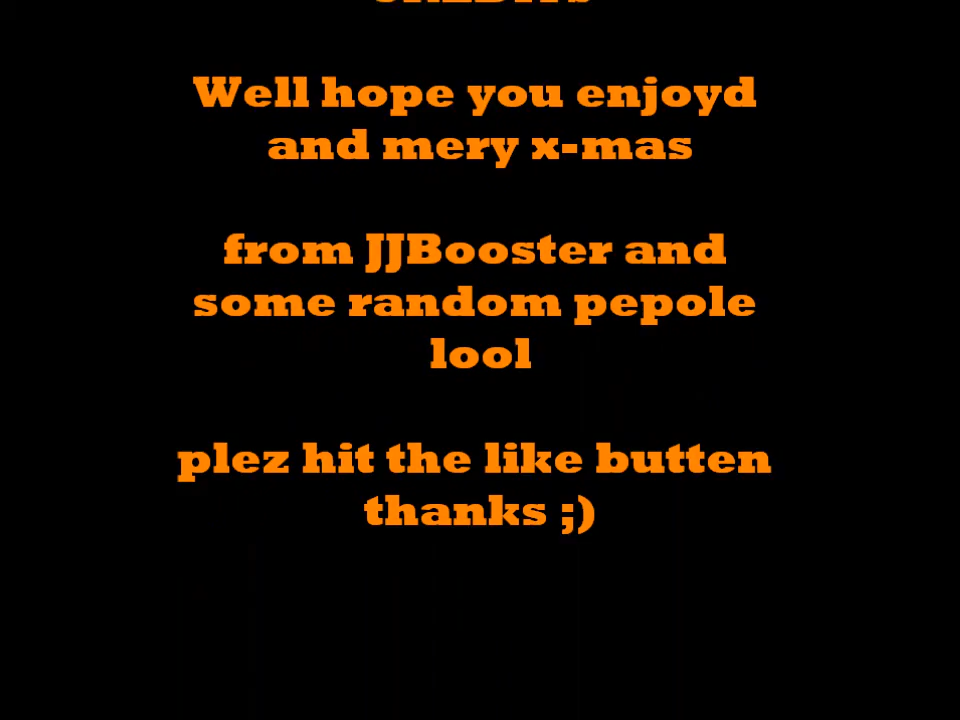 CREDITS
Well hope you enjoyd
and mery x-mas
from JJBooster and
some random pepole
lool
plez hit the like butten
thanks ;)